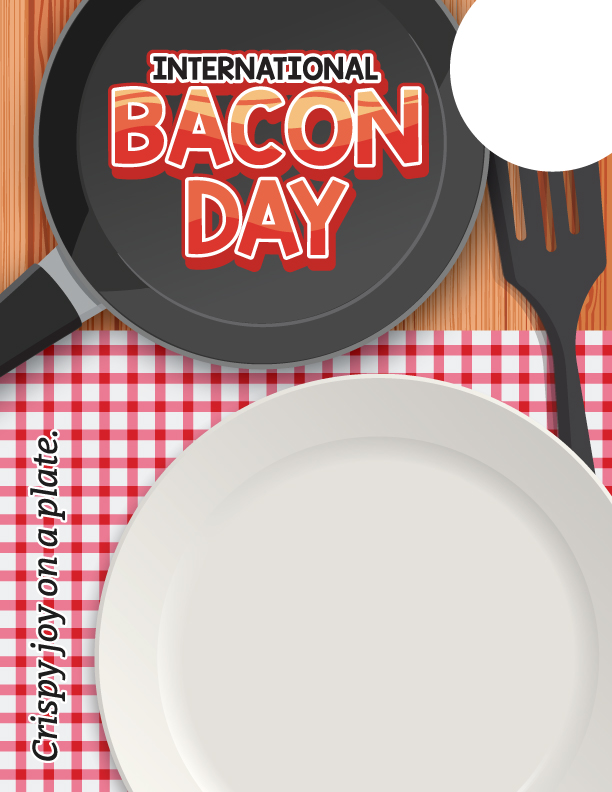 INTERNATIONAL
BACON
DAY
Crispy joy on a plate.